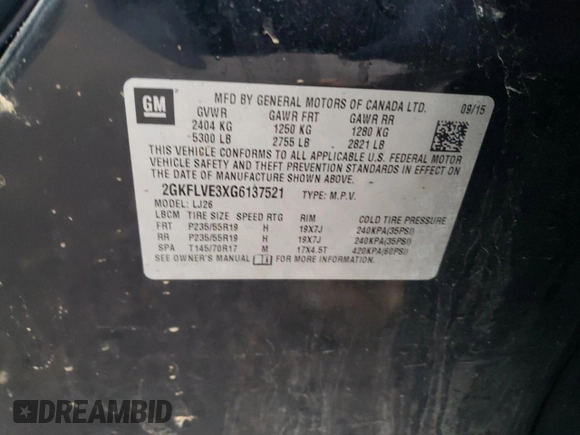 GM
MFD BY GENERAL MOTORS OF CANADA LTD. 09/15
GVWR GAWR FRT GAWR RR
2404 KG 1250 KG 1280 KG
5300 LB 2755 LB 2821 LB
THIS VEHICLE CONFORMS TO ALL APPLICABLE U.S. FEDERAL MOTOR
VEHICLE SAFETY AND THEFT PREVENTION STANDARDS IN EFFECT ON
THE DATE OF MANUFACTURE SHOWN ABOVE.
2GKFLVE3XG6137521 TYPE: M.P.V.
MODEL: LJ26
LBCM TIRE SIZE SPEED RTG RIM COLD TIRE PRESSURE
FRT P235/55R19 H 19X7J 240KPA(35PSI)
RR P235/55R19 H 19X7J 240KPA(35PSI)
SPA T145/70R17 M 17X4.5T 420KPA(60PSI)
SEE OWNER'S MANUAL FOR MORE INFORMATION.
DREAMBID